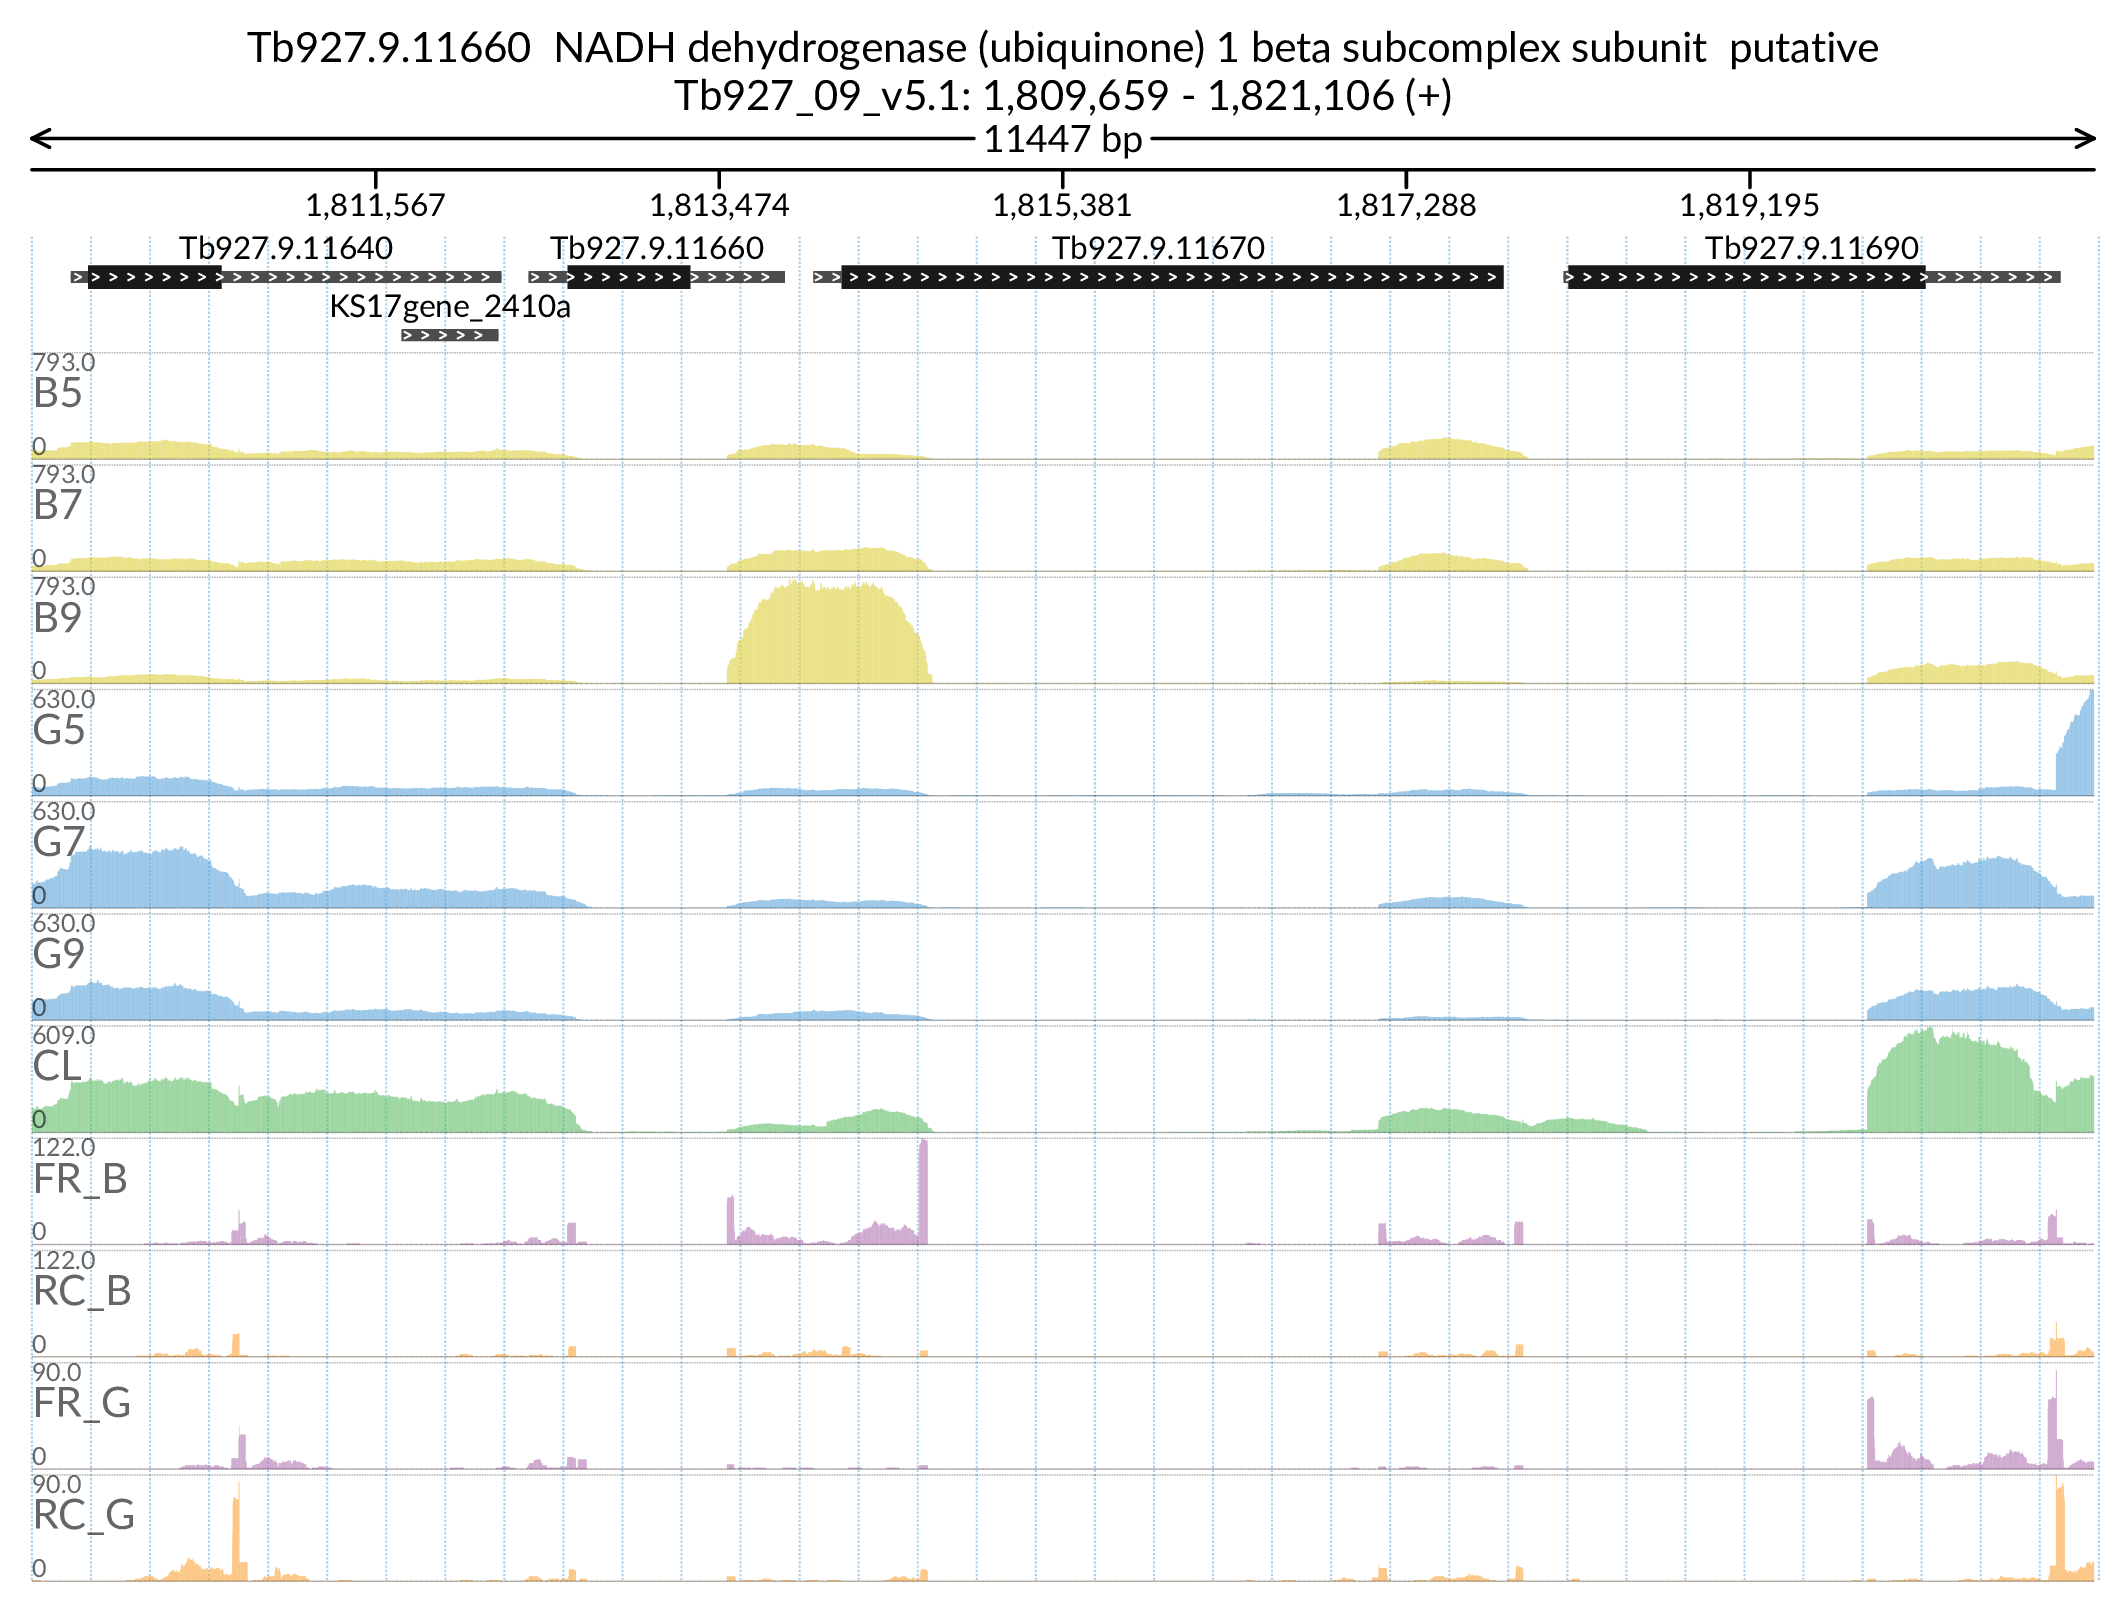 Tb927.9.11660  NADH dehydrogenase (ubiquinone) 1 beta subcomplex subunit  putative
Tb927_09_v5.1: 1,809,659 - 1,821,106 (+)
11447 bp
1,811,567 1,813,474 1,815,381 1,817,288 1,819,195
Tb927.9.11640 Tb927.9.11660 Tb927.9.11670 Tb927.9.11690
KS17gene_2410a
793.0
B5
0
793.0
B7
0
793.0
B9
0
630.0
G5
0
630.0
G7
0
630.0
G9
0
609.0
CL
0
122.0
FR_B
0
122.0
RC_B
0
90.0
FR_G
0
90.0
RC_G
0